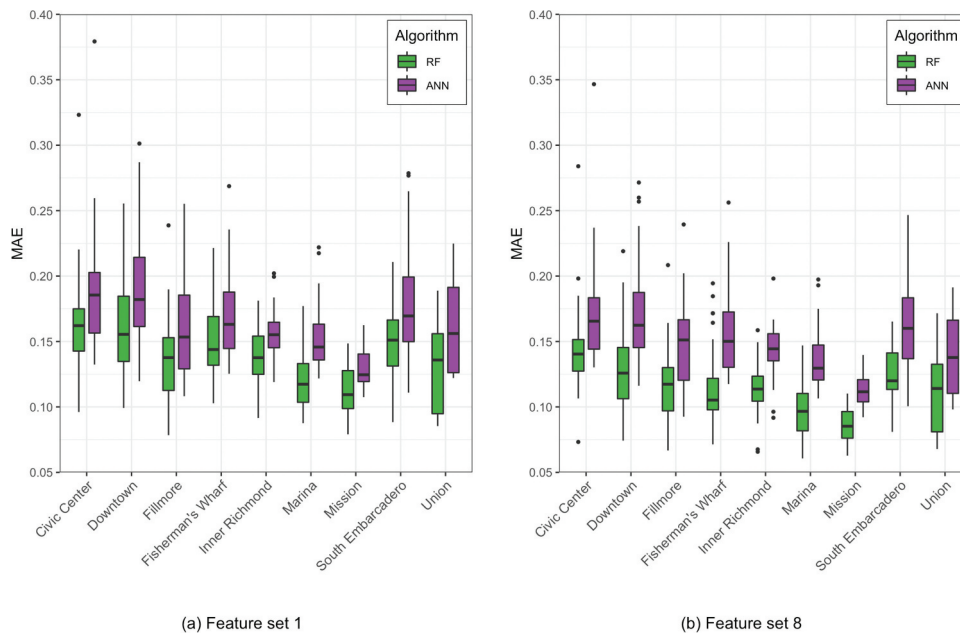 0.40
0.35
0.30
0.25
0.20
0.15
0.10
0.05
MAE
Algorithm
RF
ANN
Civic Center
Downtown
Fillmore
Fisherman's Wharf
Inner Richmond
Marina
Mission
South Embarcadero
Union
(a) Feature set 1
0.40
0.35
0.30
0.25
0.20
0.15
0.10
0.05
MAE
Algorithm
RF
ANN
Civic Center
Downtown
Fillmore
Fisherman's Wharf
Inner Richmond
Marina
Mission
South Embarcadero
Union
(b) Feature set 8